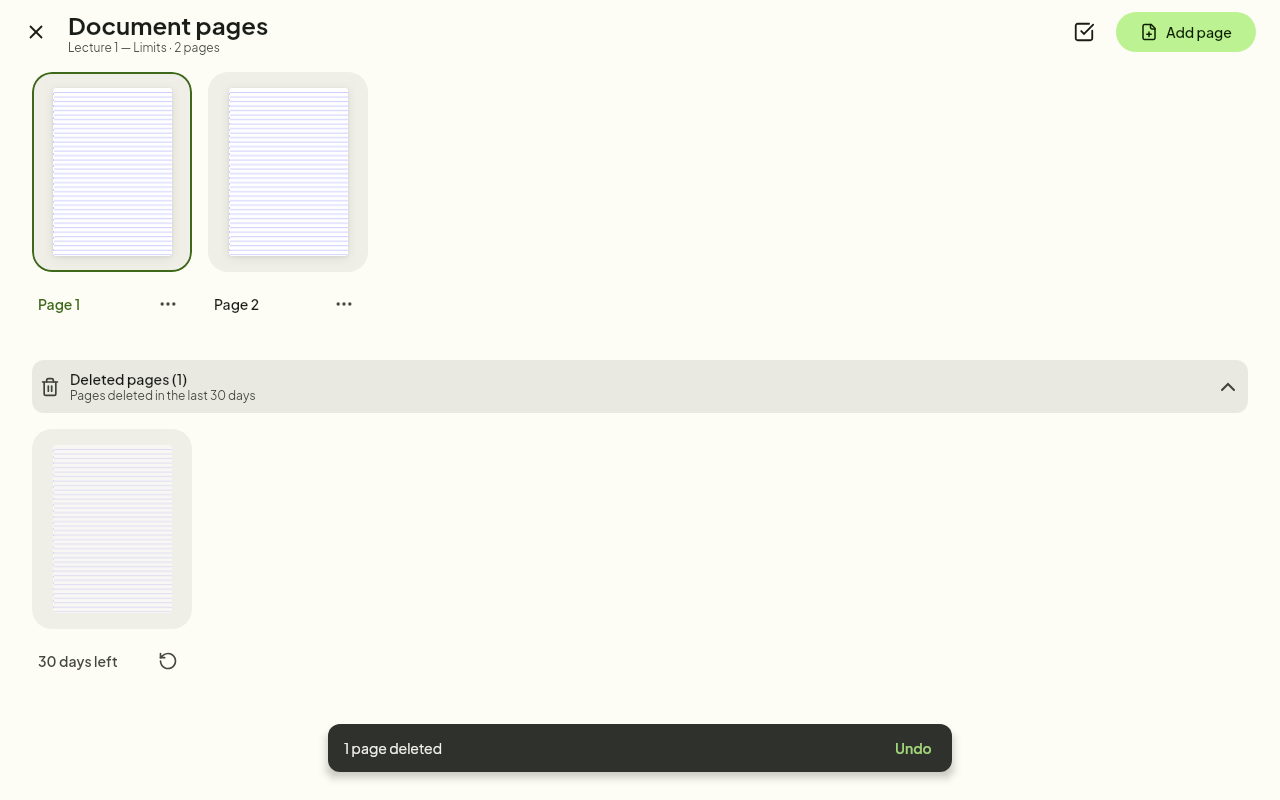 Document pages
Lecture 1 — Limits · 2 pages
Add page
Page 1
Page 2
Deleted pages (1)
Pages deleted in the last 30 days
30 days left
1 page deleted
Undo